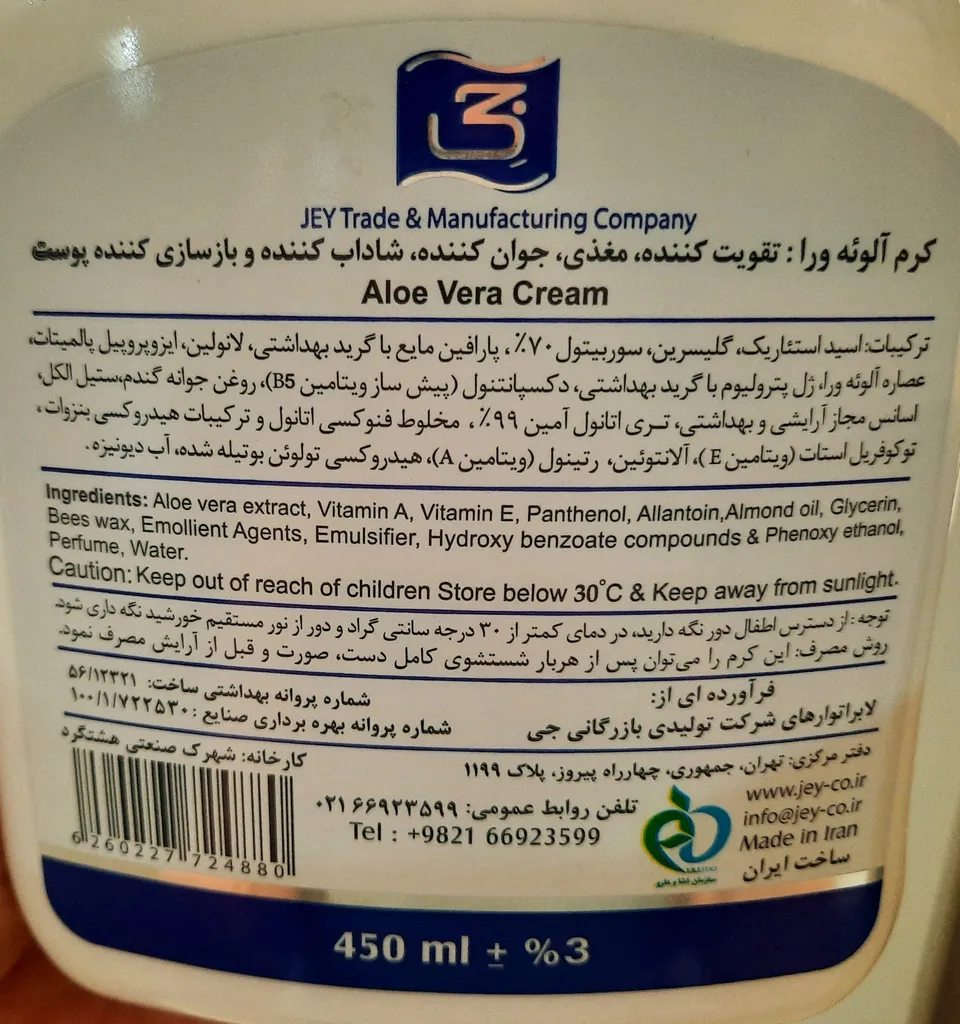 JEY Trade & Manufacturing Company
کرم آلوئه ورا : تقویت کننده، مغذی، جوان کننده، شاداب کننده و بازسازی کننده پوست
Aloe Vera Cream
ترکیبات: اسید استئاریک، گلیسرین، سوربیتول ۷۰٪، پارافین مایع با گرید بهداشتی، لانولین، ایزوپروپیل پالمیتات،
عصاره آلوئه ورا، ژل پترولیوم با گرید بهداشتی، دکسپانتنول (پیش ساز ویتامین B5)، روغن جوانه گندم،ستیل الکل،
اسانس مجاز آرایشی و بهداشتی، تـری اتانول آمین ۹۹٪، مخلوط فنوکسی اتانول و ترکیبات هیدروکسی بنزوات،
توکوفریل استات (ویتامین E)، آلانتوئین، رتینول (ویتامین A)، هیدروکسی تولوئن بوتیله شده، آب دیونیزه.
Ingredients: Aloe vera extract, Vitamin A, Vitamin E, Panthenol, Allantoin,Almond oil, Glycerin,
Bees wax, Emollient Agents, Emulsifier, Hydroxy benzoate compounds & Phenoxy ethanol,
Perfume, Water.
Caution: Keep out of reach of children Store below 30°C & Keep away from sunlight.
توجه : از دسترس اطفال دور نگه دارید، در دمای کمتر از ۳۰ درجه سانتی گراد و دور از نور مستقیم خورشید نگه داری شود.
روش مصرف: این کرم را می‌توان پس از هربار شستشوی کامل دست، صورت و قبل از آرایش مصرف نمود.
فرآورده ای از:
لابراتوارهای شرکت تولیدی بازرگانی جی
شماره پروانه بهداشتی ساخت: ۵۶/۱۲۳۲۱
شماره پروانه بهره برداری صنایع : ۱۰۰/۱/۷۲۲۵۳۰
دفتر مرکزی: تهران، جمهوری، چهارراه پیروز، پلاک ۱۱۹۹
کارخانه: شهرک صنعتی هشتگرد
تلفن روابط عمومی: ۰۲۱۶۶۹۲۳۵۹۹
Tel : +9821 66923599
www.jey-co.ir
info@jey-co.ir
Made in Iran
ساخت ایران
سازمان غذا و دارو
6 260227 724880
450 ml ± %3